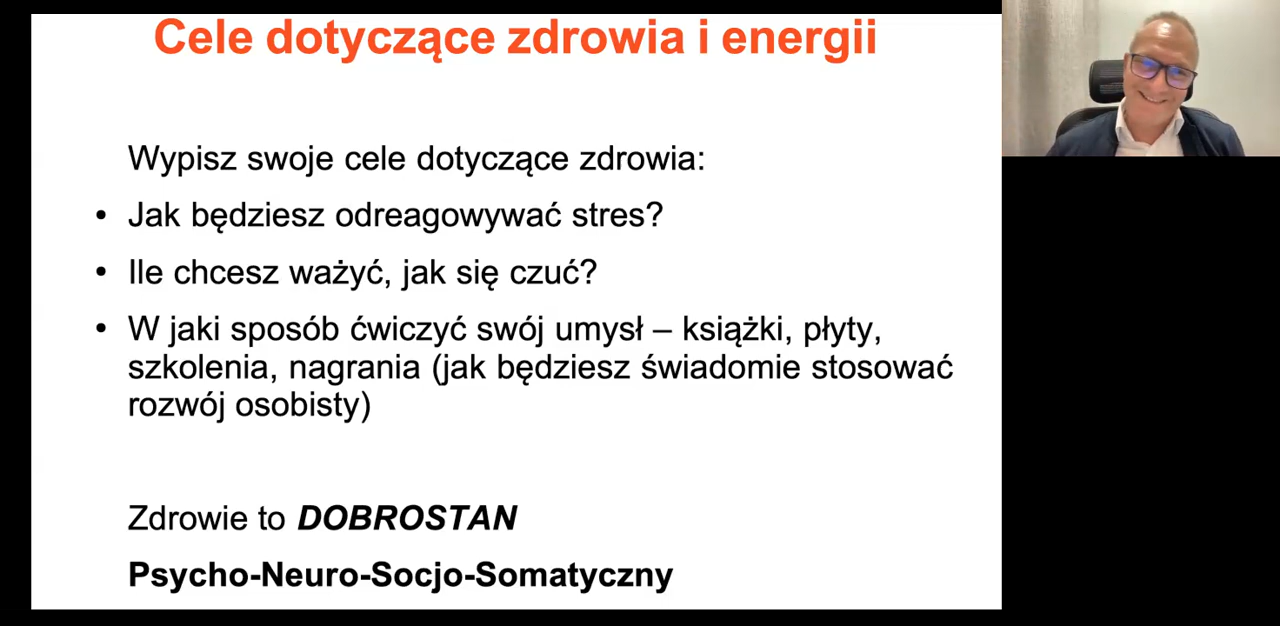 Cele dotyczące zdrowia i energii
Wypisz swoje cele dotyczące zdrowia:
• Jak będziesz odreagowywać stres?
• Ile chcesz ważyć, jak się czuć?
• W jaki sposób ćwiczyć swój umysł – książki, płyty,
szkolenia, nagrania (jak będziesz świadomie stosować
rozwój osobisty)
Zdrowie to DOBROSTAN
Psycho-Neuro-Socjo-Somatyczny